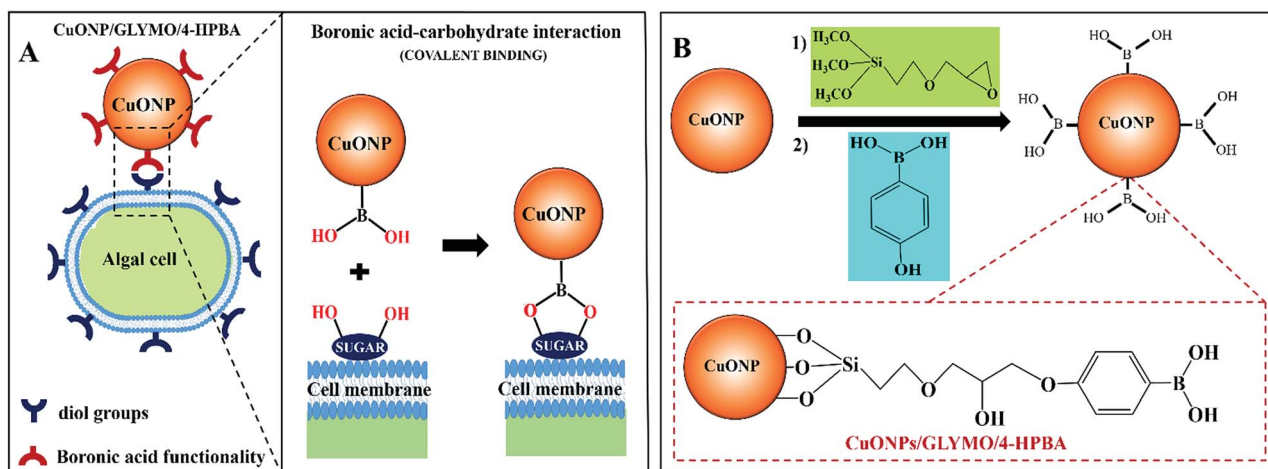 A
CuONP/GLYMO/4-HPBA
CuONP
Algal cell
diol groups
Boronic acid functionality
Boronic acid-carbohydrate interaction
(COVALENT BINDING)
CuONP
B
HO
OH
+
HO
OH
SUGAR
Cell membrane
CuONP
B
O
O
SUGAR
Cell membrane
B
CuONP
1)
H₃CO
H₃CO
H₃CO
Si
O
O
2)
HO
B
OH
OH
HO
OH
B
HO
B
HO
CuONP
OH
B
OH
B
HO
OH
CuONP
O
O
O
Si
O
OH
O
B
OH
OH
CuONPs/GLYMO/4-HPBA